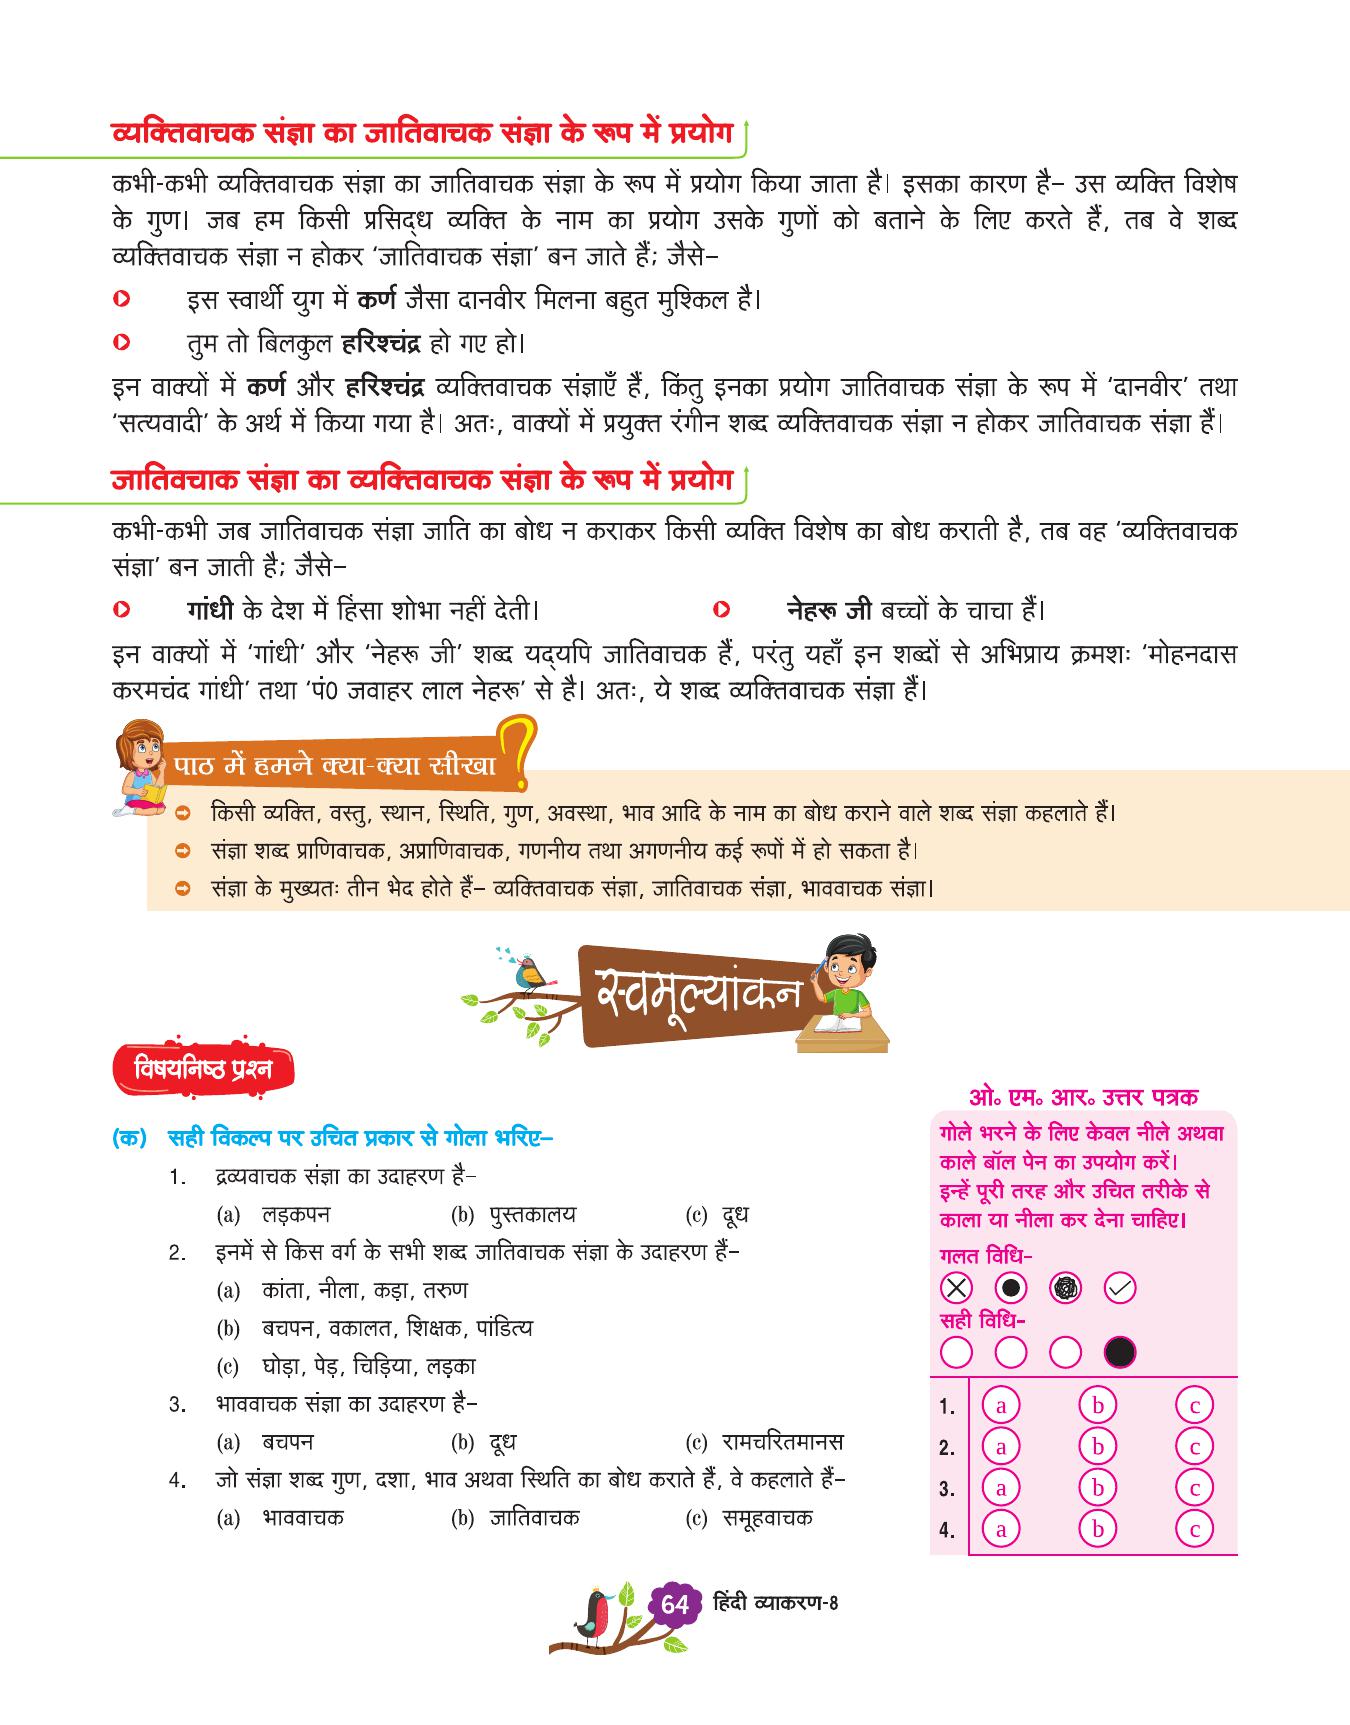 व्यक्तिवाचक संज्ञा का जातिवाचक संज्ञा के रूप में प्रयोग
कभी-कभी व्यक्तिवाचक संज्ञा का जातिवाचक संज्ञा के रूप में प्रयोग किया जाता है। इसका कारण है– उस व्यक्ति विशेष
के गुण। जब हम किसी प्रसिद्ध व्यक्ति के नाम का प्रयोग उसके गुणों को बताने के लिए करते हैं, तब वे शब्द
व्यक्तिवाचक संज्ञा न होकर ‘जातिवाचक संज्ञा’ बन जाते हैं; जैसे–
इस स्वार्थी युग में कर्ण जैसा दानवीर मिलना बहुत मुश्किल है।
तुम तो बिलकुल हरिश्चंद्र हो गए हो।
इन वाक्यों में कर्ण और हरिश्चंद्र व्यक्तिवाचक संज्ञाएँ हैं, किंतु इनका प्रयोग जातिवाचक संज्ञा के रूप में ‘दानवीर’ तथा
‘सत्यवादी’ के अर्थ में किया गया है। अतः, वाक्यों में प्रयुक्त रंगीन शब्द व्यक्तिवाचक संज्ञा न होकर जातिवाचक संज्ञा हैं।
जातिवचाक संज्ञा का व्यक्तिवाचक संज्ञा के रूप में प्रयोग
कभी-कभी जब जातिवाचक संज्ञा जाति का बोध न कराकर किसी व्यक्ति विशेष का बोध कराती है, तब वह ‘व्यक्तिवाचक
संज्ञा’ बन जाती है; जैसे–
गांधी के देश में हिंसा शोभा नहीं देती। नेहरू जी बच्चों के चाचा हैं।
इन वाक्यों में ‘गांधी’ और ‘नेहरू जी’ शब्द यद्यपि जातिवाचक हैं, परंतु यहाँ इन शब्दों से अभिप्राय क्रमशः ‘मोहनदास
करमचंद गांधी’ तथा ‘पं0 जवाहर लाल नेहरू’ से है। अतः, ये शब्द व्यक्तिवाचक संज्ञा हैं।
पाठ में हमने क्या-क्या सीखा ?
किसी व्यक्ति, वस्तु, स्थान, स्थिति, गुण, अवस्था, भाव आदि के नाम का बोध कराने वाले शब्द संज्ञा कहलाते हैं।
संज्ञा शब्द प्राणिवाचक, अप्राणिवाचक, गणनीय तथा अगणनीय कई रूपों में हो सकता है।
संज्ञा के मुख्यतः तीन भेद होते हैं– व्यक्तिवाचक संज्ञा, जातिवाचक संज्ञा, भाववाचक संज्ञा।
स्वमूल्यांकन
विषयनिष्ठ प्रश्न
(क) सही विकल्प पर उचित प्रकार से गोला भरिए–
1. द्रव्यवाचक संज्ञा का उदाहरण है–
(a) लड़कपन (b) पुस्तकालय (c) दूध
2. इनमें से किस वर्ग के सभी शब्द जातिवाचक संज्ञा के उदाहरण हैं–
(a) कांता, नीला, कड़ा, तरुण
(b) बचपन, वकालत, शिक्षक, पांडित्य
(c) घोड़ा, पेड़, चिड़िया, लड़का
3. भाववाचक संज्ञा का उदाहरण है–
(a) बचपन (b) दूध (c) रामचरितमानस
4. जो संज्ञा शब्द गुण, दशा, भाव अथवा स्थिति का बोध कराते हैं, वे कहलाते हैं–
(a) भाववाचक (b) जातिवाचक (c) समूहवाचक
ओ॰ एम॰ आर॰ उत्तर पत्रक
गोले भरने के लिए केवल नीले अथवा
काले बॉल पेन का उपयोग करें।
इन्हें पूरी तरह और उचित तरीके से
काला या नीला कर देना चाहिए।
गलत विधि–
सही विधि–
1. a b c
2. a b c
3. a b c
4. a b c
64 हिंदी व्याकरण-8